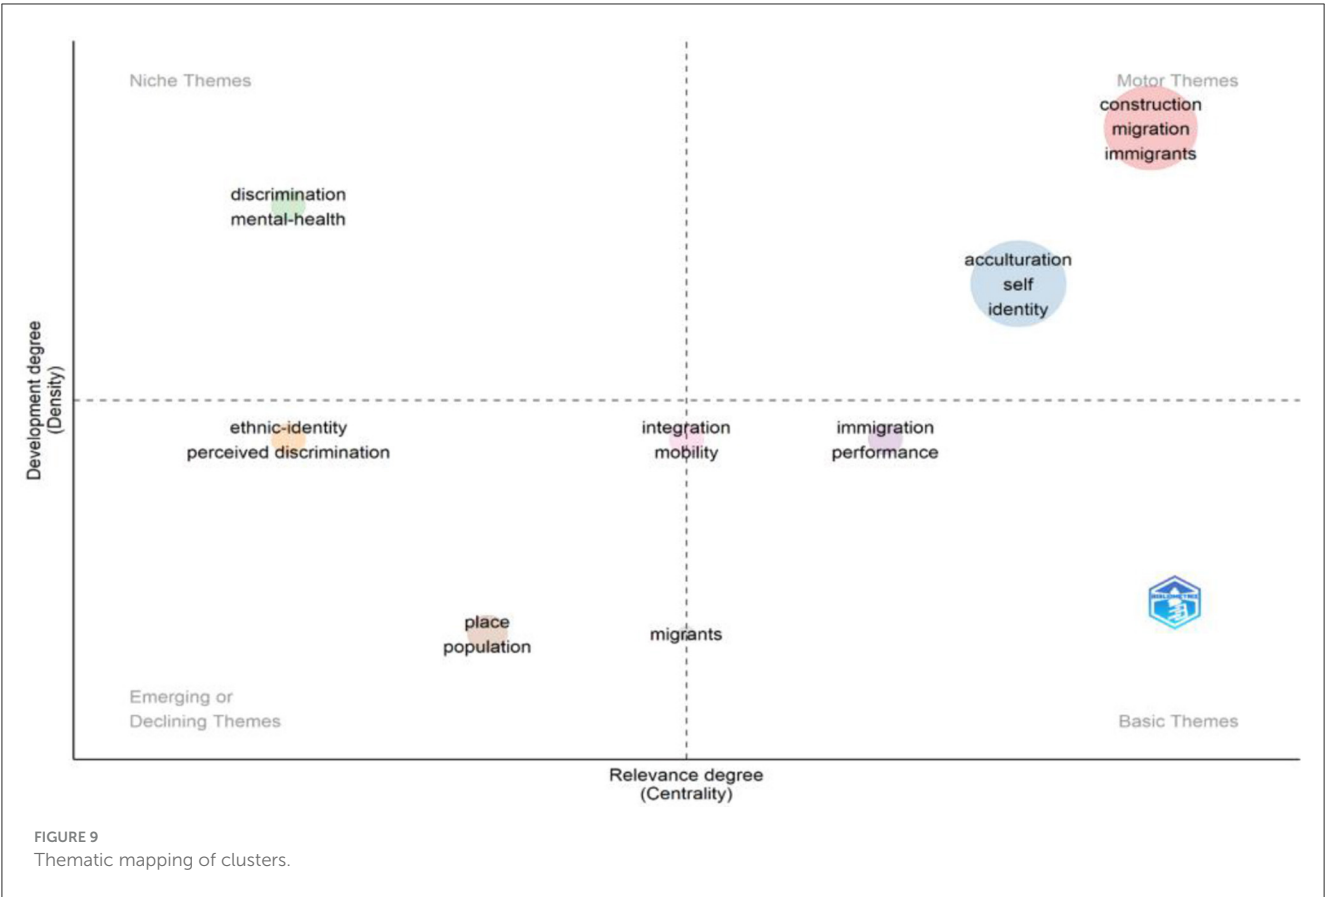 Niche Themes
Motor Themes
construction
migration
immigrants
discrimination
mental-health
acculturation
self
identity
Development degree
(Density)
ethnic-identity
perceived discrimination
integration
mobility
immigration
performance
place
population
migrants
Emerging or
Declining Themes
Basic Themes
Relevance degree
(Centrality)
FIGURE 9
Thematic mapping of clusters.